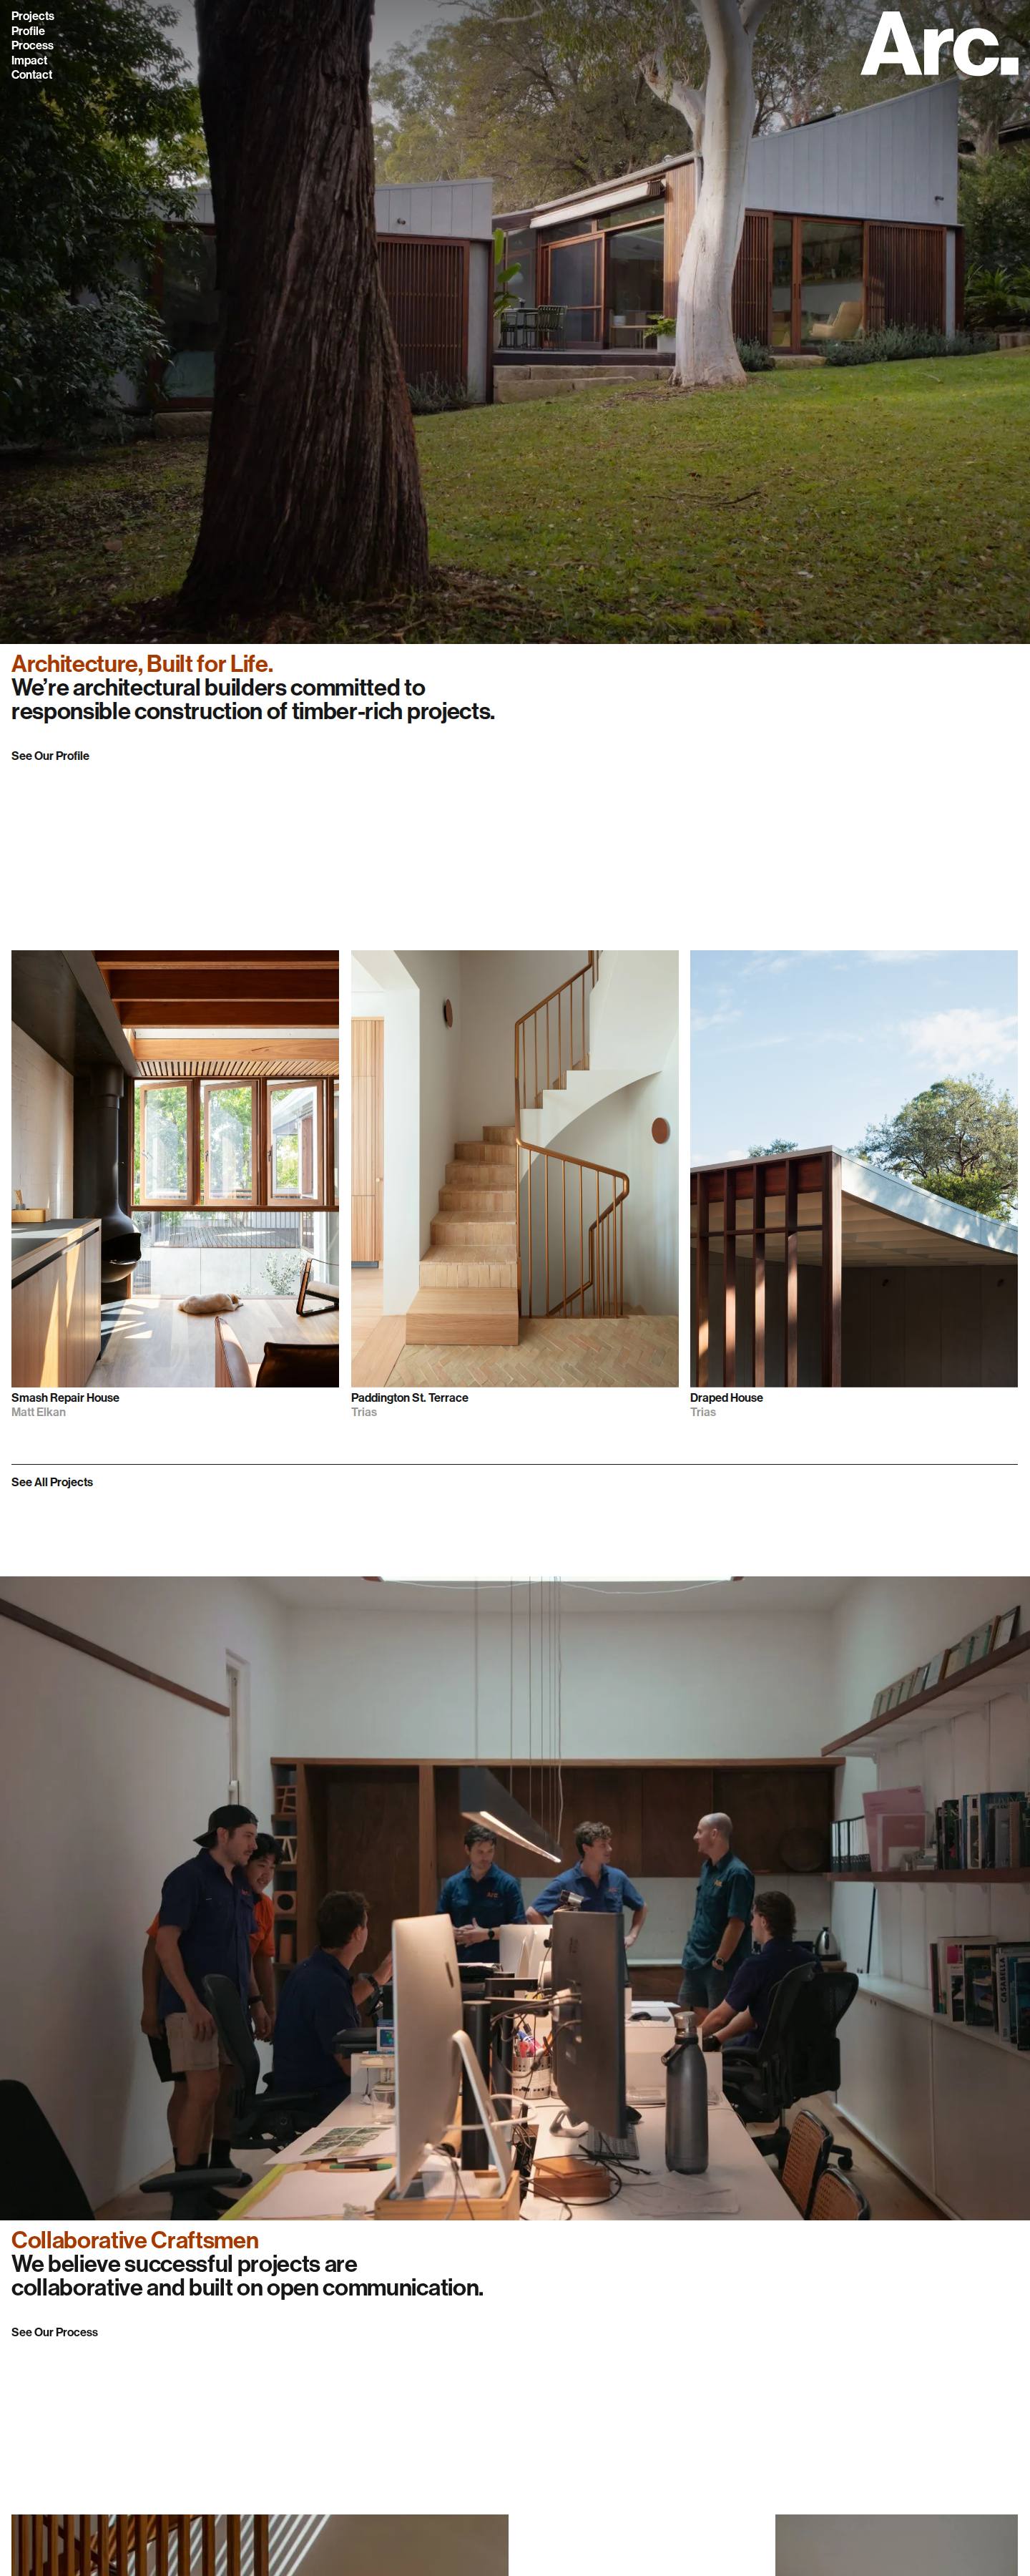 Projects
Profile
Process
Impact
Contact
Arc.
Architecture, Built for Life.
We’re architectural builders committed to
responsible construction of timber-rich projects.
See Our Profile
Smash Repair House
Matt Elkan
Paddington St. Terrace
Trias
Draped House
Trias
See All Projects
Collaborative Craftsmen
We believe successful projects are
collaborative and built on open communication.
See Our Process